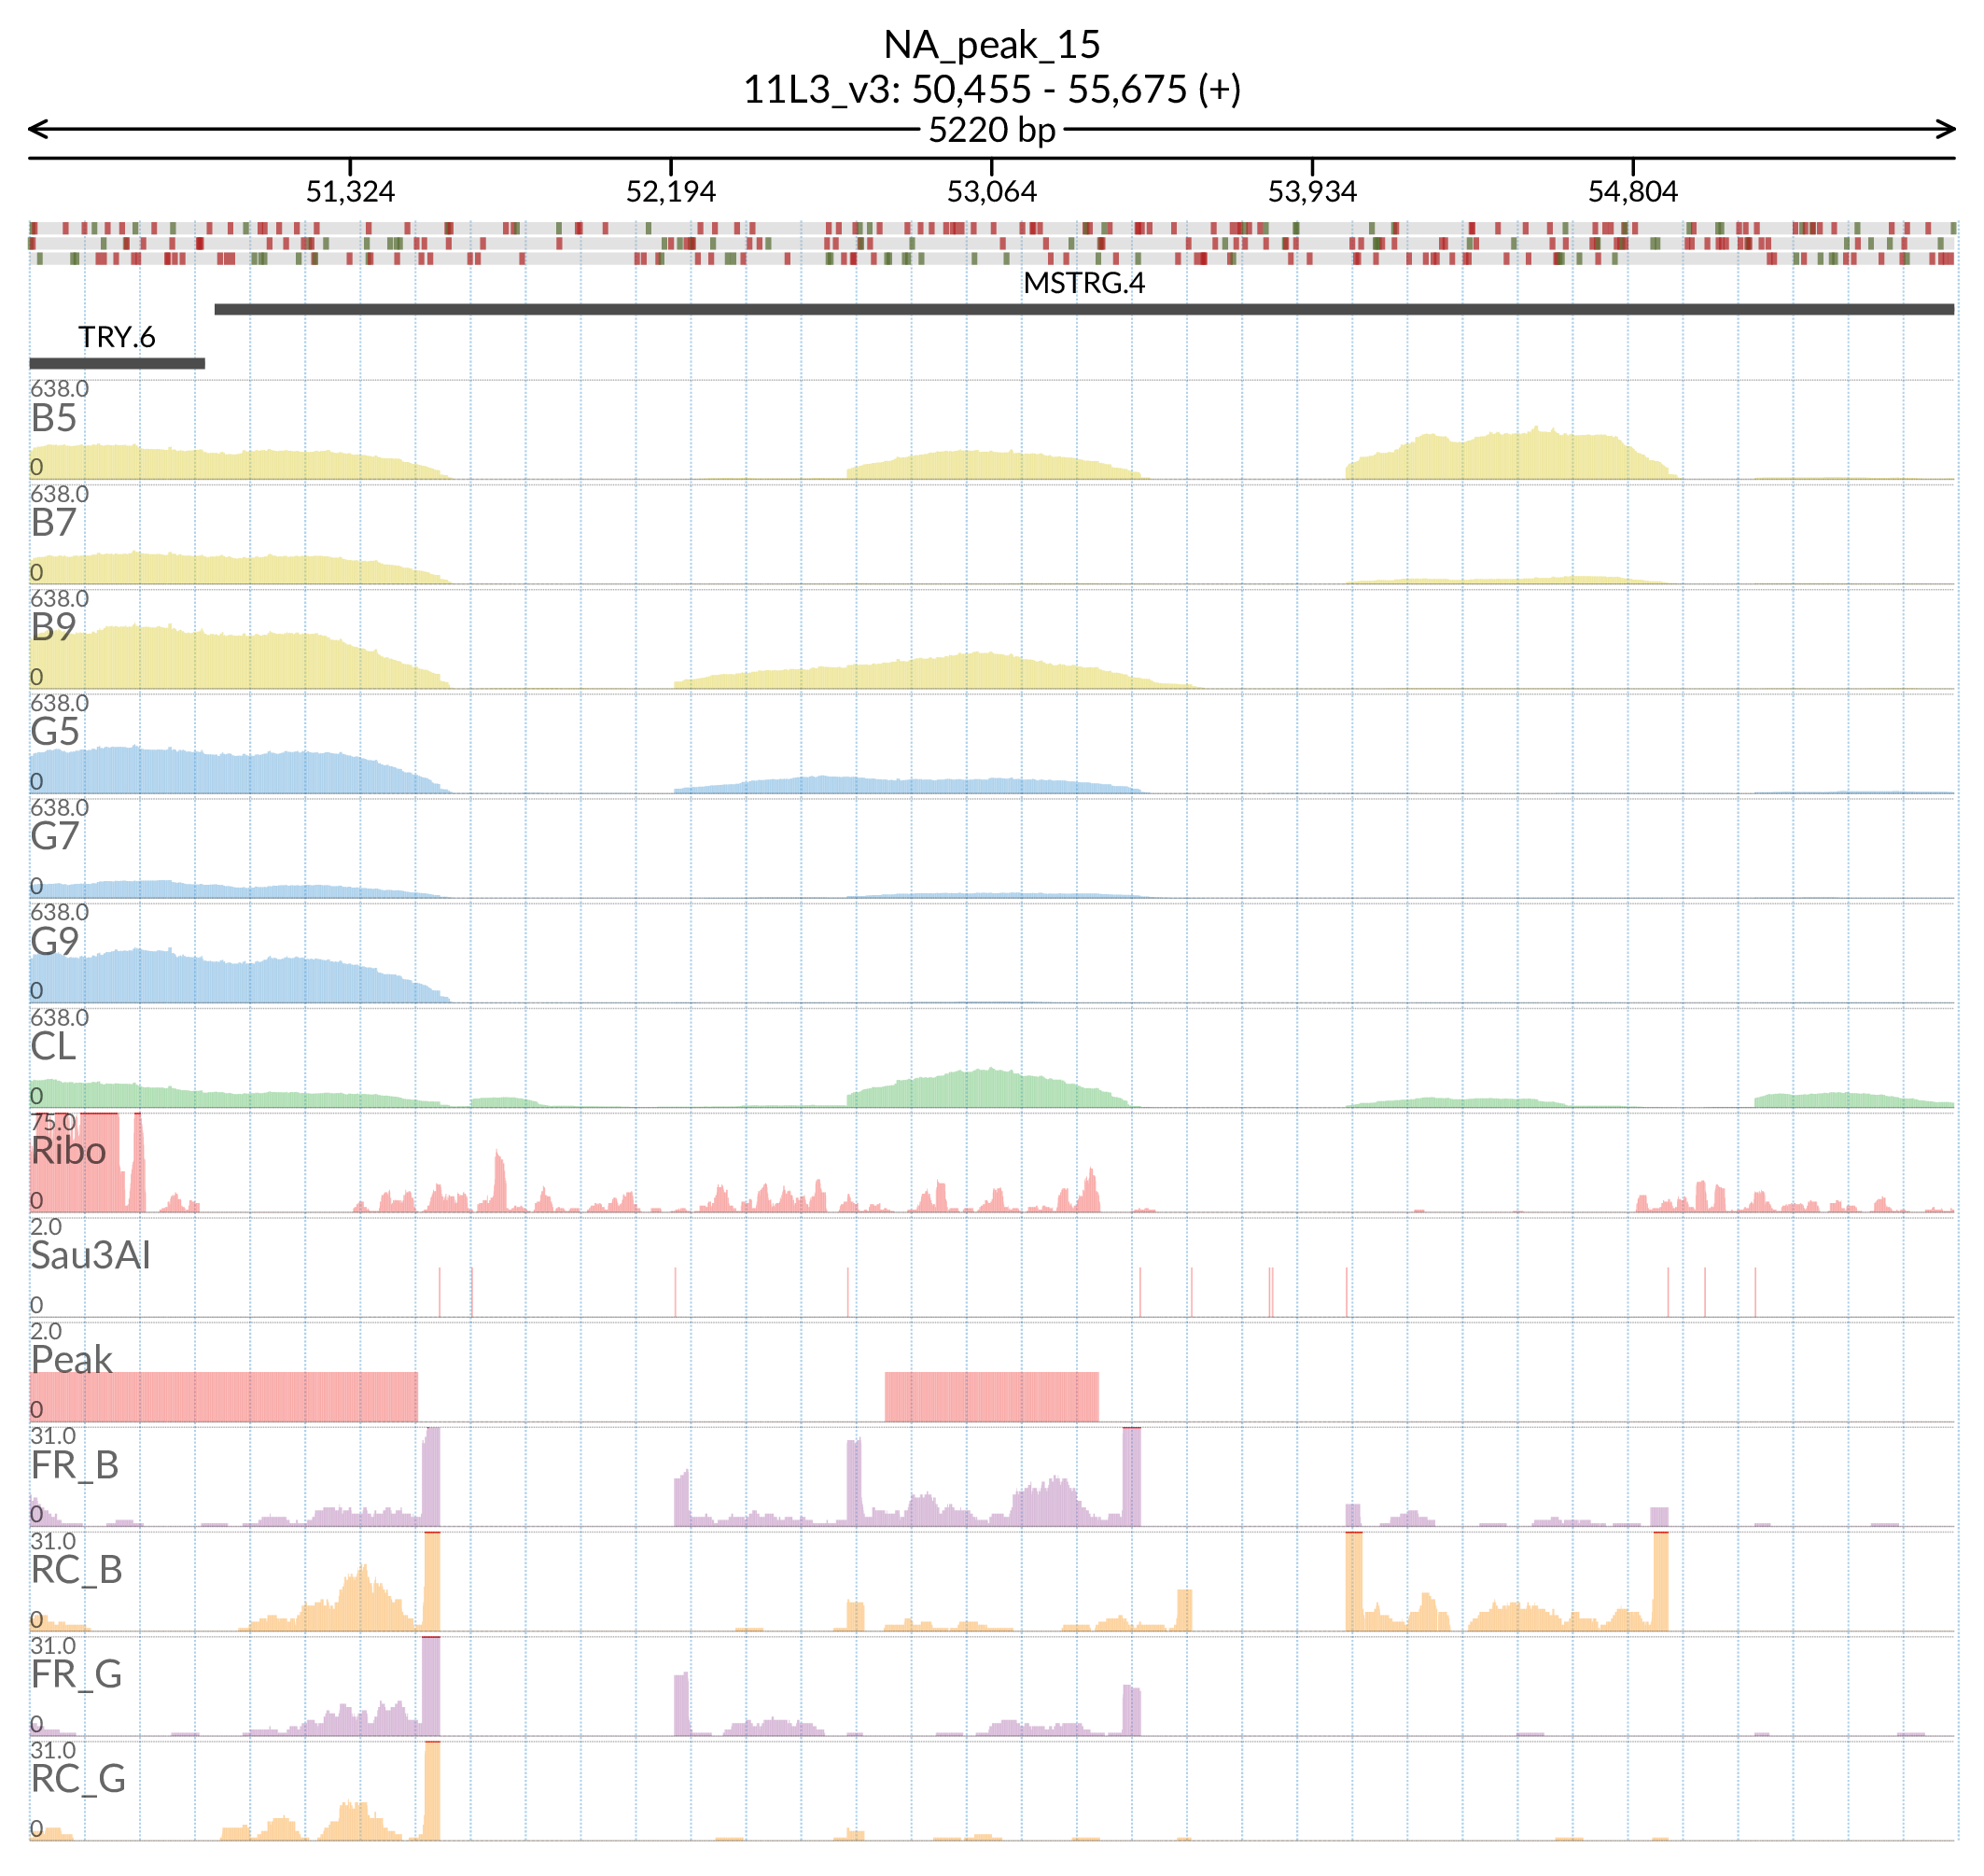 NA_peak_15
11L3_v3: 50,455 - 55,675 (+)
5220 bp
51,324 52,194 53,064 53,934 54,804
MSTRG.4
TRY.6
638.0
B5
0
638.0
B7
0
638.0
B9
0
638.0
G5
0
638.0
G7
0
638.0
G9
0
638.0
CL
0
75.0
Ribo
0
2.0
Sau3AI
0
2.0
Peak
0
31.0
FR_B
0
31.0
RC_B
0
31.0
FR_G
0
31.0
RC_G
0